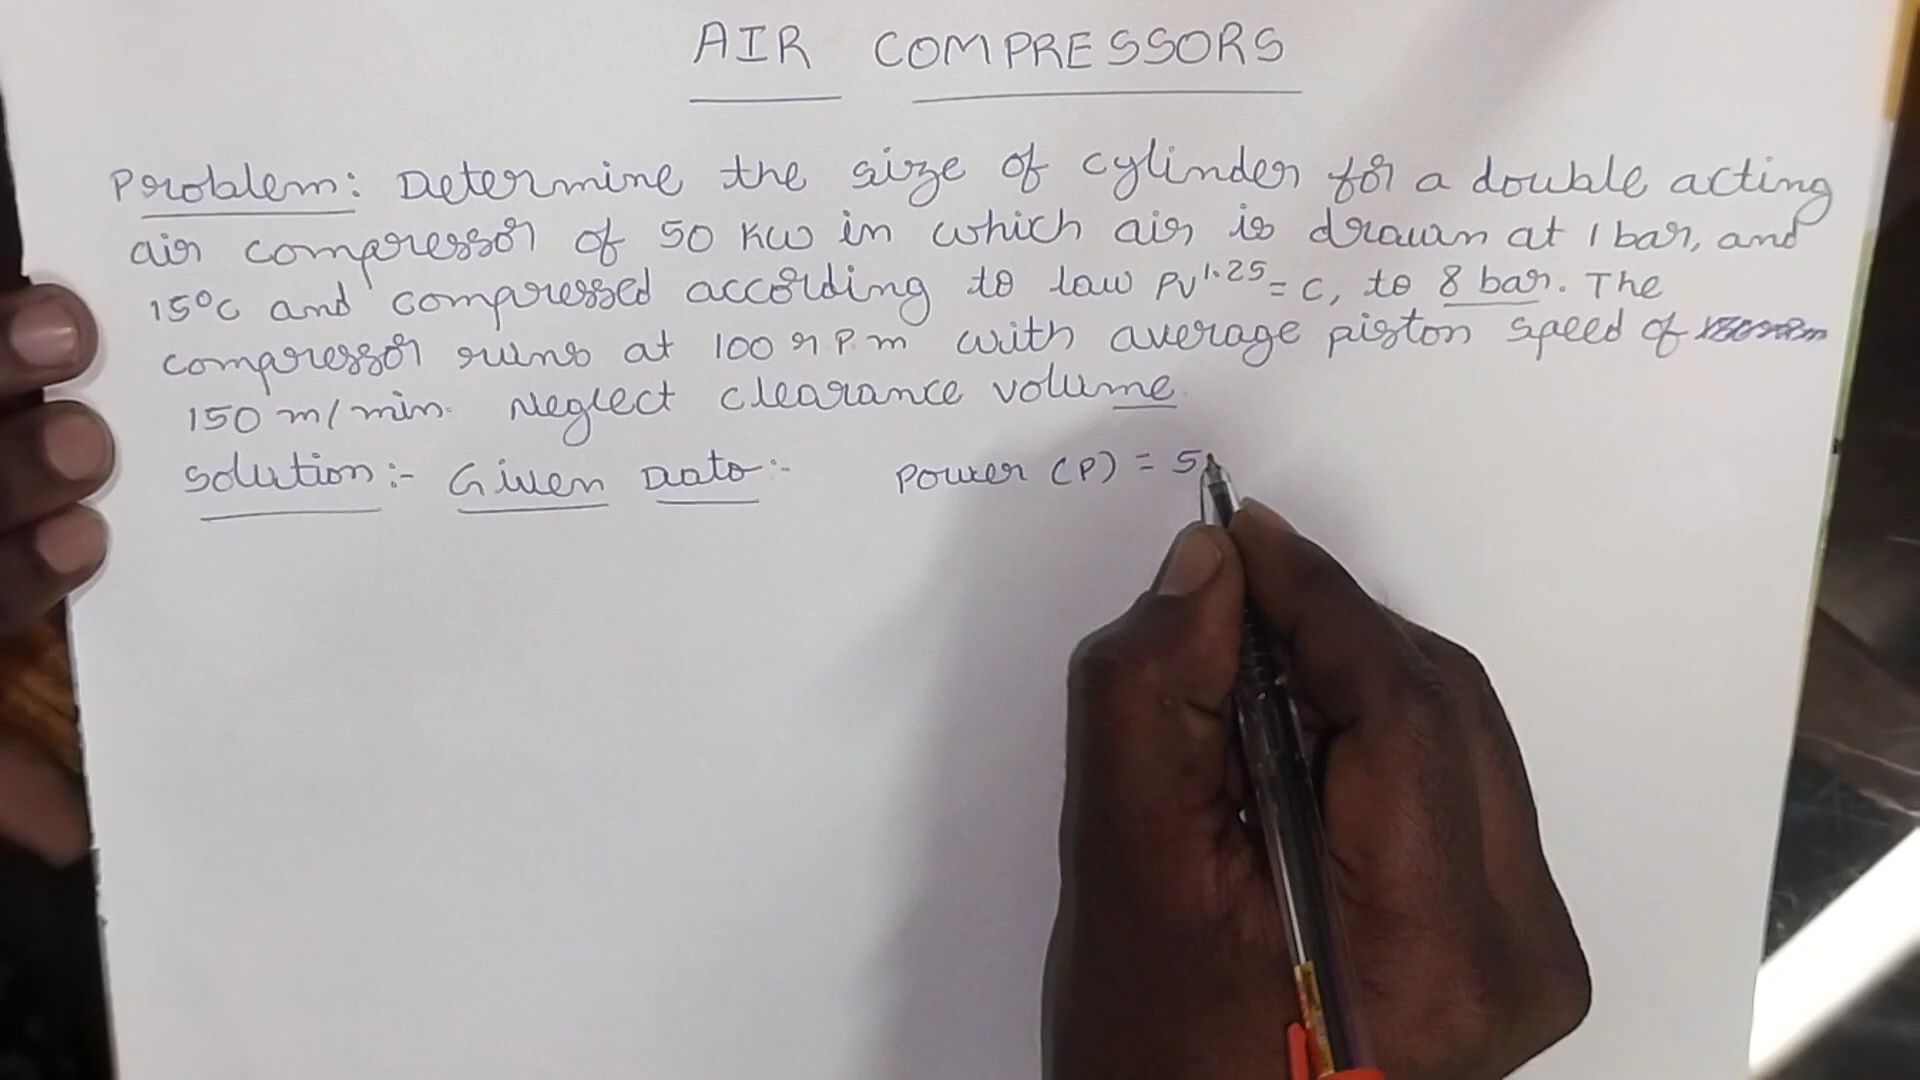 AIR COMPRESSORS
Problem: Determine the size of cylinder for a double acting
air compressor of 50 KW in which air is drawn at 1 bar, and
15°C and compressed according to law PV^1.25 = C, to 8 bar. The
compressor runs at 100 r.p.m with average piston speed of
150 m/min. Neglect clearance volume.
Solution:- Given Data:- Power (P) = 5